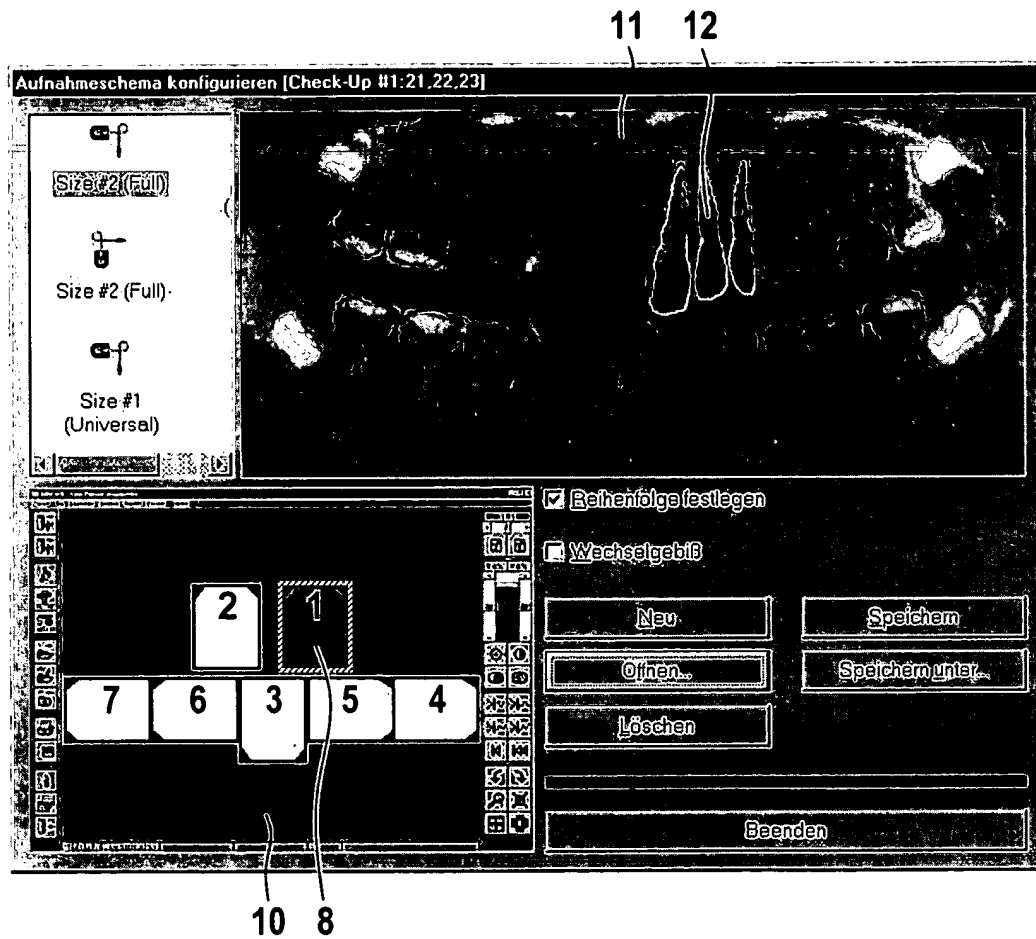 11 12
Aufnahmeschema konfigurieren [Check-Up #1:21,22,23]
Size #2 (Full)
Size #2 (Full)
Size #1
(Universal)
Reihenfolge festlegen
Wechselgebiß
2 1
7 6 3 5 4
Neu Speichern
Öffnen... Speichern unter...
Löschen
Beenden
10 8